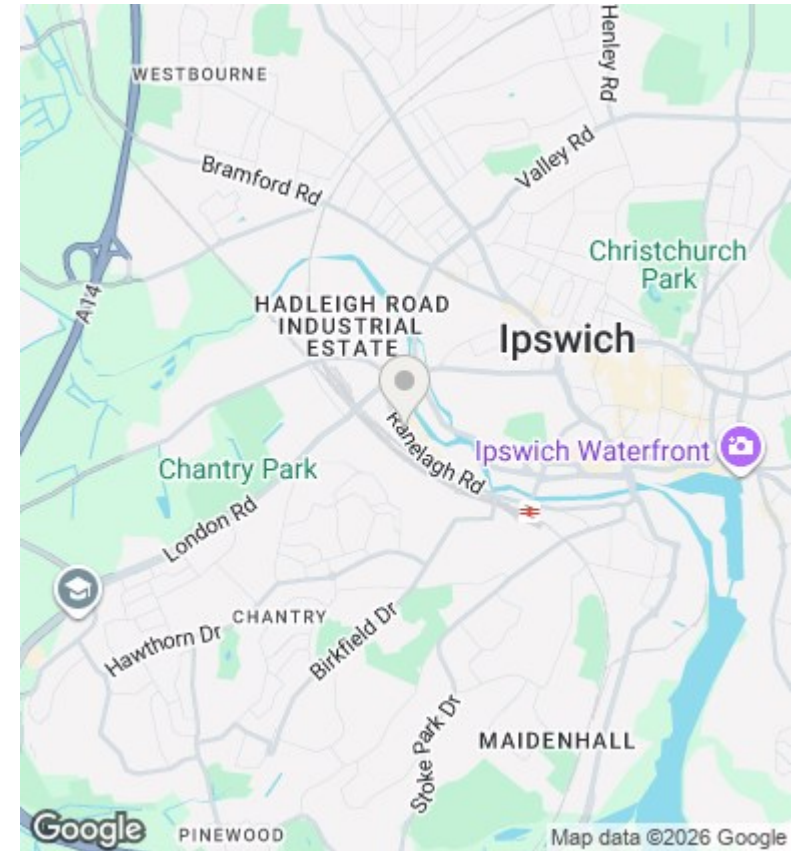 Henley Rd
WESTBOURNE
Valley Rd
Bramford Rd
Christchurch
Park
HADLEIGH ROAD
INDUSTRIAL
ESTATE
A14
Ipswich
Ranelagh Rd
Ipswich Waterfront
Chantry Park
London Rd
CHANTRY
Hawthorn Dr
Birkfield Dr
Stoke Park Dr
MAIDENHALL
Google
PINEWOOD
Map data ©2026 Google